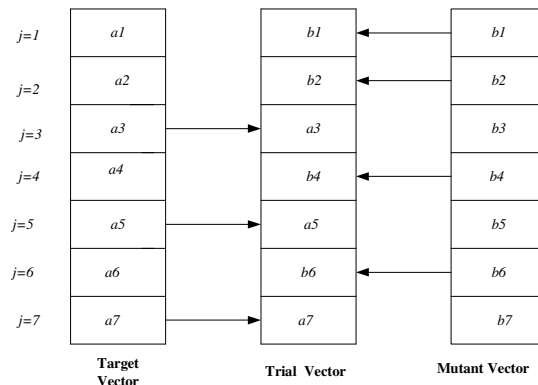 j=1 a1 b1 b1
j=2 a2 b2 b2
j=3 a3 a3 b3
j=4 a4 b4 b4
j=5 a5 a5 b5
j=6 a6 b6 b6
j=7 a7 a7 b7
Target
Vector
Trial Vector
Mutant Vector